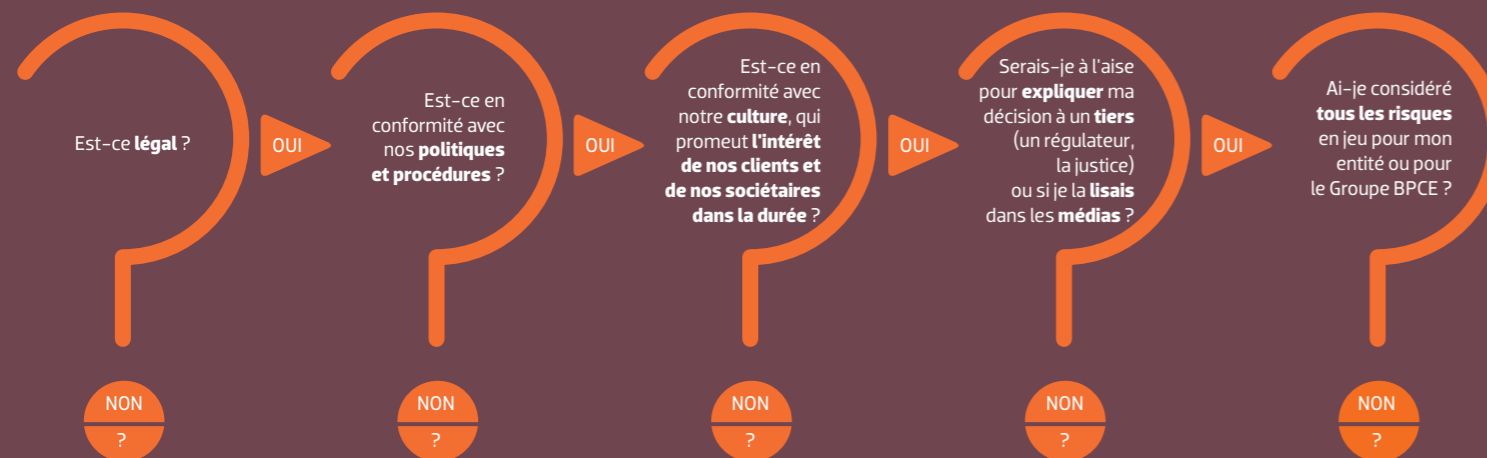 Est-ce légal ?
OUI
Est-ce en
conformité avec
nos politiques
et procédures ?
OUI
Est-ce en
conformité avec
notre culture, qui
promeut l'intérêt
de nos clients et
de nos sociétaires
dans la durée ?
OUI
Serais-je à l'aise
pour expliquer ma
décision à un tiers
(un régulateur,
la justice)
ou si je la lisais
dans les médias ?
OUI
Ai-je considéré
tous les risques
en jeu pour mon
entité ou pour
le Groupe BPCE ?
NON
?
NON
?
NON
?
NON
?
NON
?